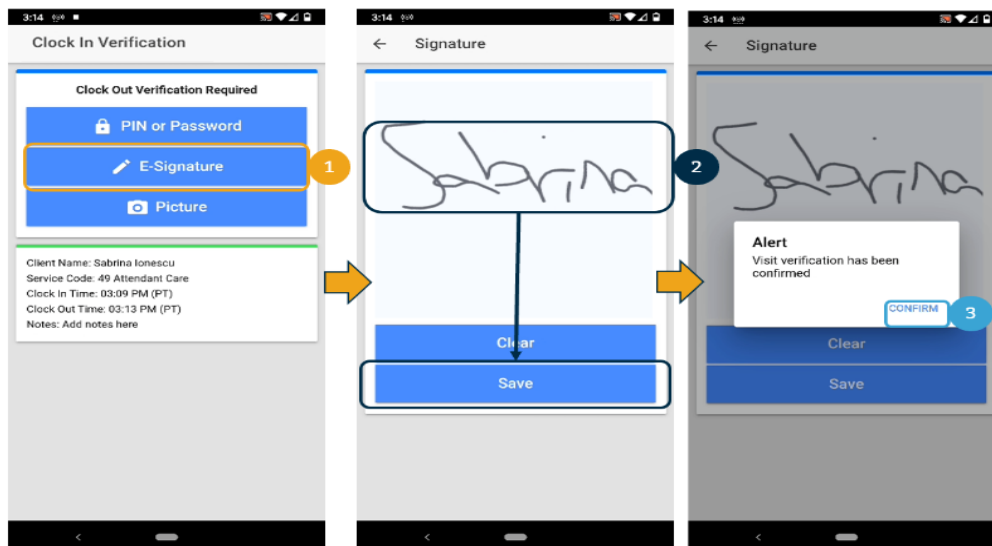 3:14
Clock In Verification
Clock Out Verification Required
PIN or Password
E-Signature
1
Picture
Client Name: Sabrina Ionescu
Service Code: 49 Attendant Care
Clock In Time: 03:09 PM (PT)
Clock Out Time: 03:13 PM (PT)
Notes: Add notes here
3:14
Signature
Sabrina
2
Clear
Save
3:14
Signature
Sabrina
Alert
Visit verification has been
confirmed
CONFIRM
3
Clear
Save